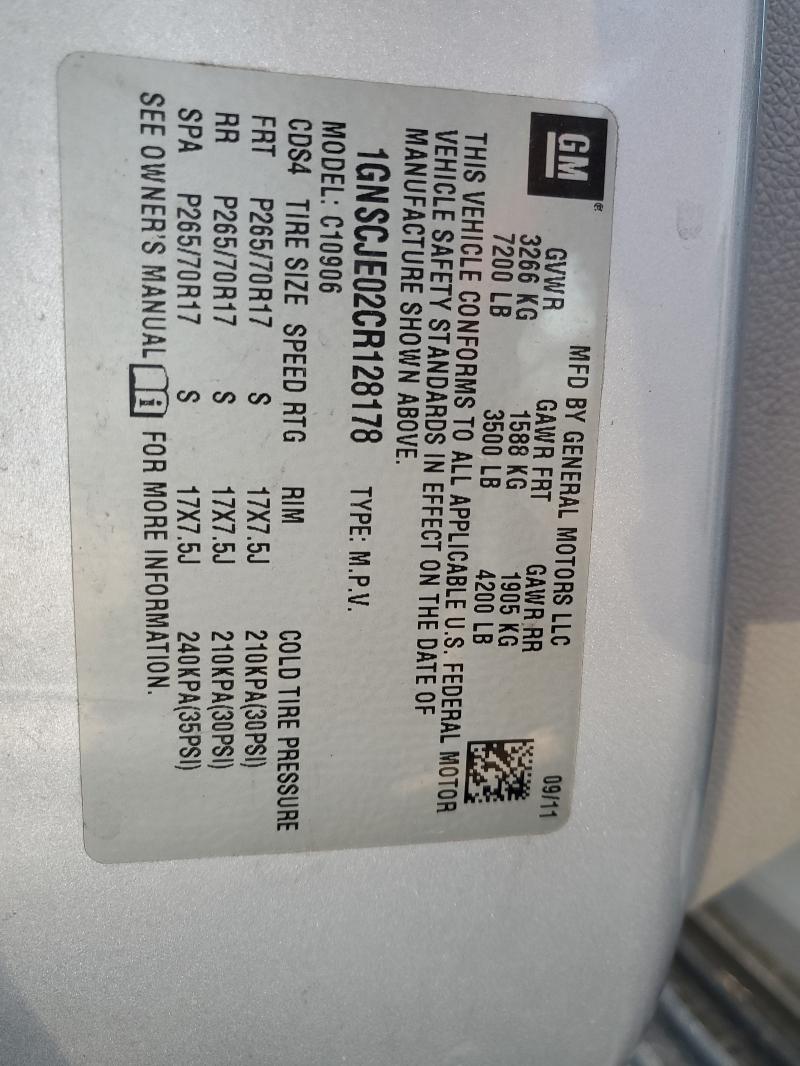 GM®
MFD BY GENERAL MOTORS LLC 09/11
GVWR GAWR FRT GAWR RR
3266 KG 1588 KG 1905 KG
7200 LB 3500 LB 4200 LB
THIS VEHICLE CONFORMS TO ALL APPLICABLE U.S. FEDERAL MOTOR
VEHICLE SAFETY STANDARDS IN EFFECT ON THE DATE OF
MANUFACTURE SHOWN ABOVE.
1GNSCJE02CR128178 TYPE: M.P.V.
MODEL: C10906
CDS4 TIRE SIZE SPEED RTG RIM COLD TIRE PRESSURE
FRT P265/70R17 S 17X7.5J 210KPA(30PSI)
RR P265/70R17 S 17X7.5J 210KPA(30PSI)
SPA P265/70R17 S 17X7.5J 240KPA(35PSI)
SEE OWNER'S MANUAL FOR MORE INFORMATION.